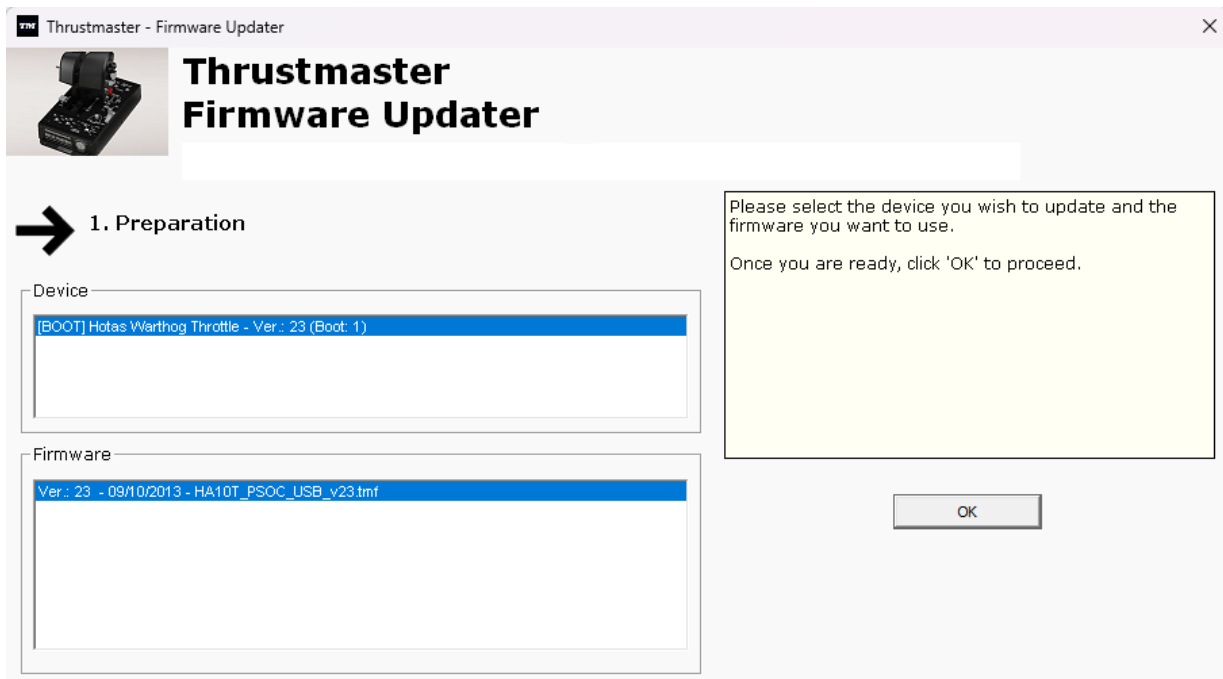 Thrustmaster - Firmware Updater
Thrustmaster
Firmware Updater
1. Preparation
Please select the device you wish to update and the
firmware you want to use.
Once you are ready, click 'OK' to proceed.
Device
[BOOT] Hotas Warthog Throttle - Ver.: 23 (Boot: 1)
Firmware
Ver.: 23 - 09/10/2013 - HA10T_PSOC_USB_v23.tmf
OK